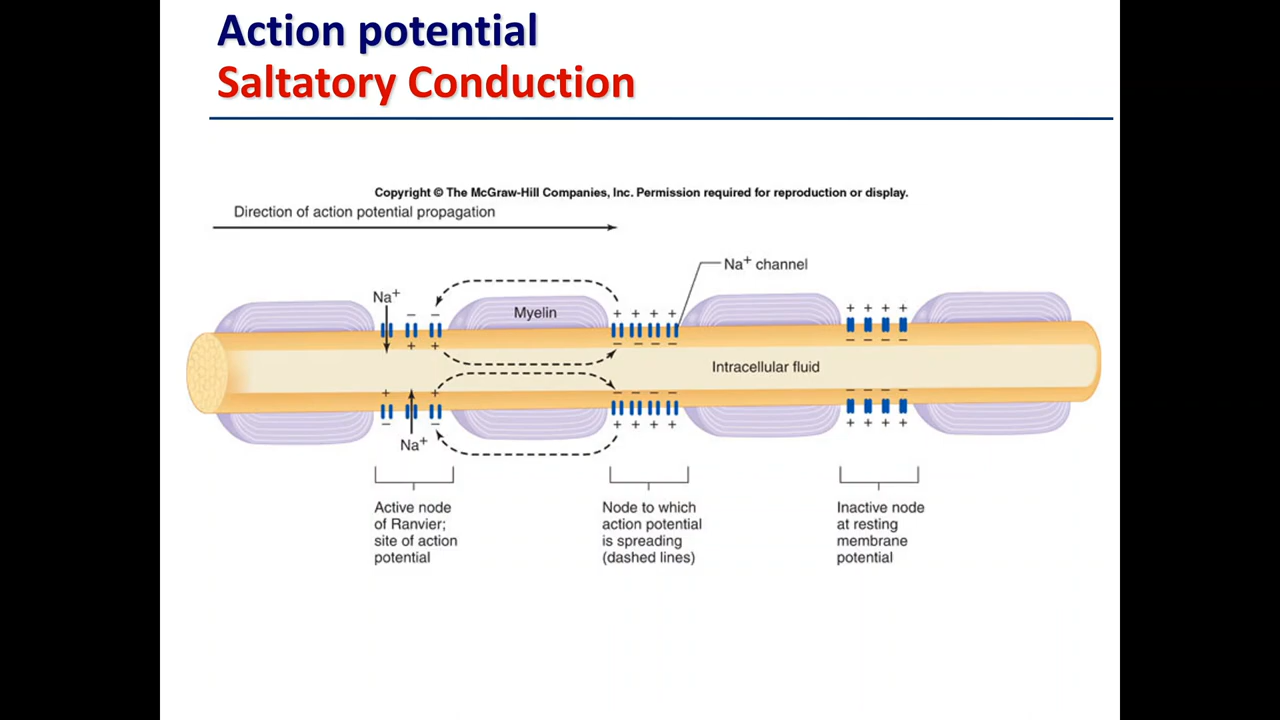 Action potential
Saltatory Conduction
Copyright © The McGraw-Hill Companies, Inc. Permission required for reproduction or display.
Direction of action potential propagation
Na+ channel
Na+
Myelin
Intracellular fluid
Na+
Active node
of Ranvier;
site of action
potential
Node to which
action potential
is spreading
(dashed lines)
Inactive node
at resting
membrane
potential